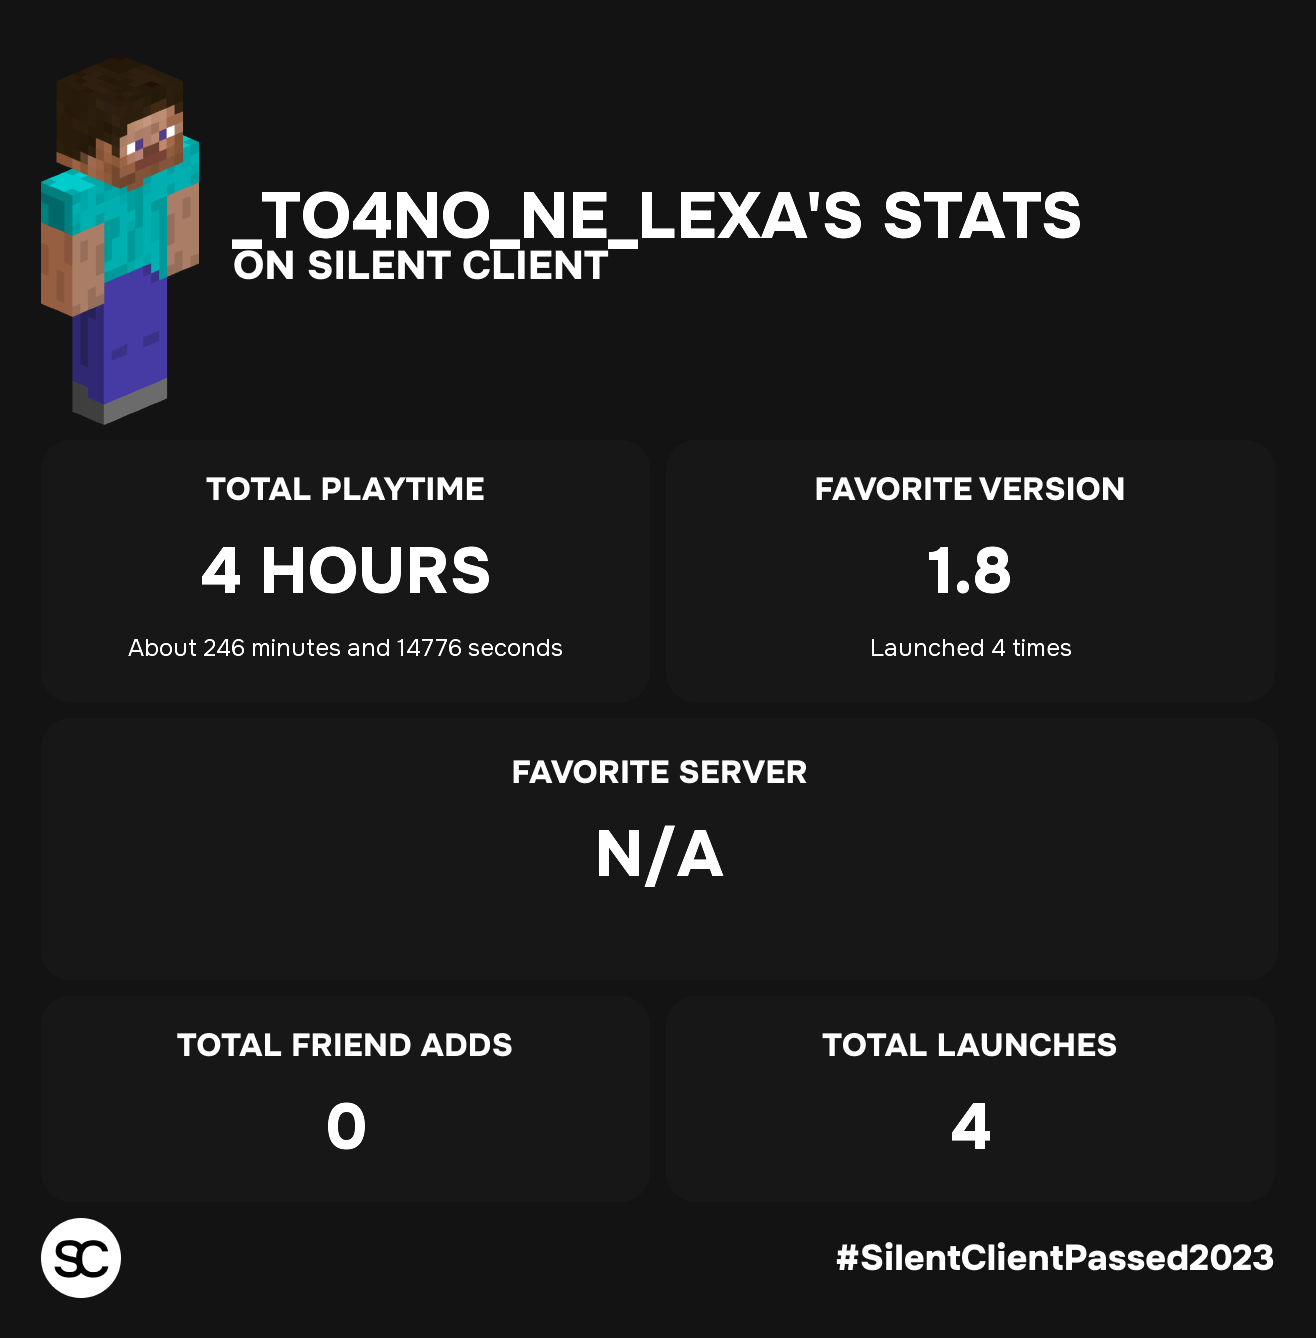 _TO4NO_NE_LEXA'S STATS
ON SILENT CLIENT
TOTAL PLAYTIME
4 HOURS
About 246 minutes and 14776 seconds
FAVORITE VERSION
1.8
Launched 4 times
FAVORITE SERVER
N/A
TOTAL FRIEND ADDS
0
TOTAL LAUNCHES
4
SC
#SilentClientPassed2023